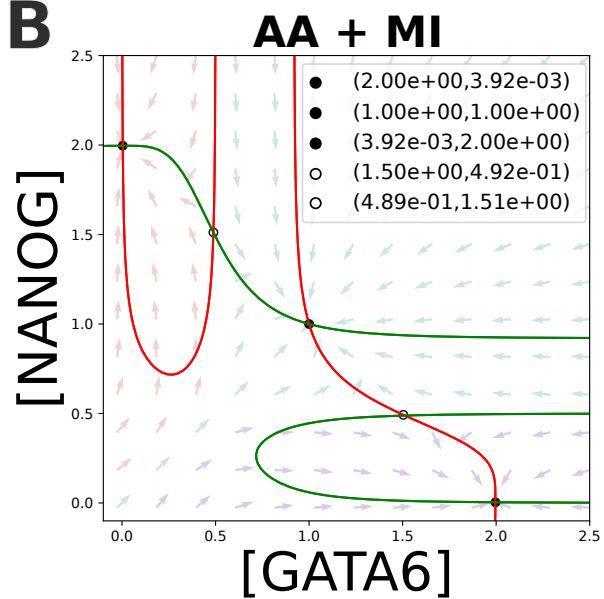 B
AA + MI
(2.00e+00,3.92e-03)
(1.00e+00,1.00e+00)
(3.92e-03,2.00e+00)
(1.50e+00,4.92e-01)
(4.89e-01,1.51e+00)
2.5
2.0
1.5
1.0
0.5
0.0
[NANOG]
0.0 0.5 1.0 1.5 2.0 2.5
[GATA6]